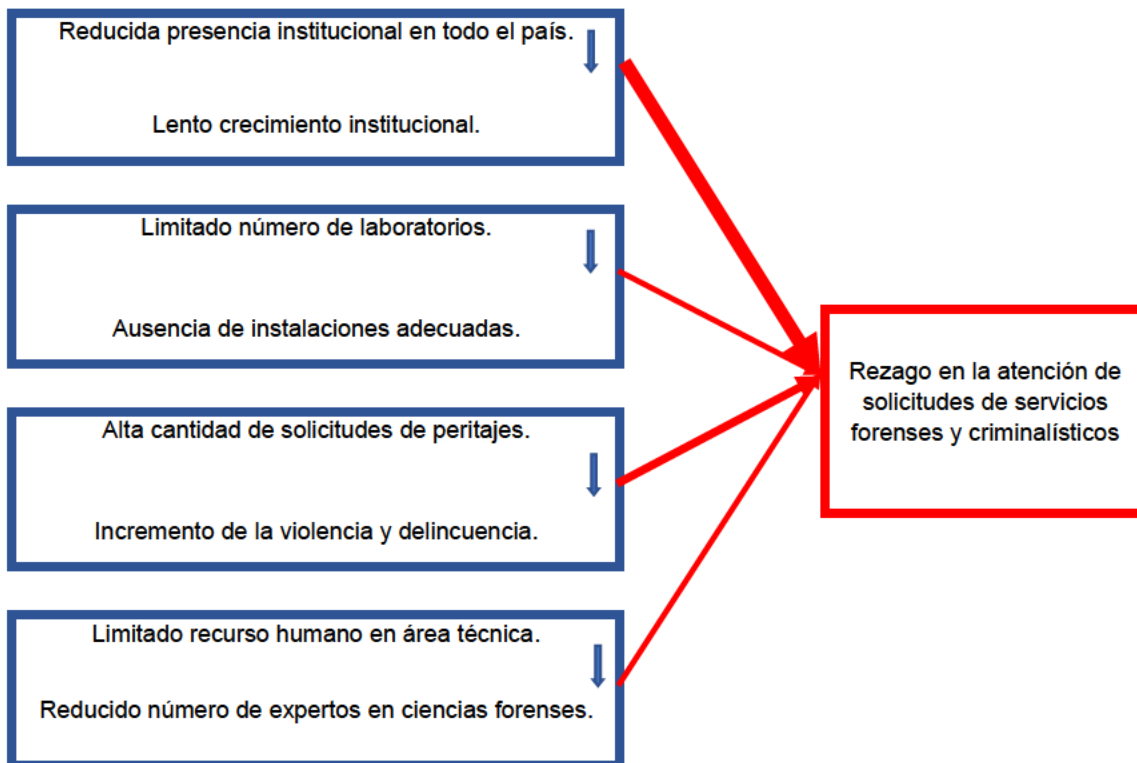 Reducida presencia institucional en todo el país.
Lento crecimiento institucional.
Limitado número de laboratorios.
Ausencia de instalaciones adecuadas.
Alta cantidad de solicitudes de peritajes.
Incremento de la violencia y delincuencia.
Limitado recurso humano en área técnica.
Reducido número de expertos en ciencias forenses.
Rezago en la atención de
solicitudes de servicios
forenses y criminalísticos